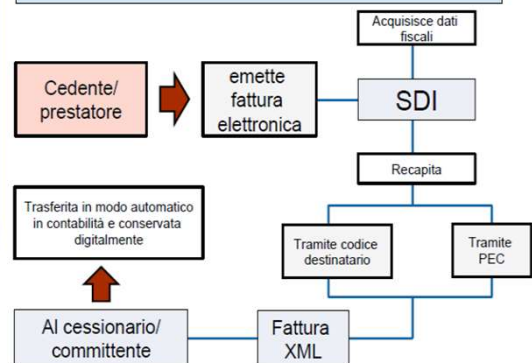 Acquisisce dati
fiscali
Cedente/
prestatore
emette
fattura
elettronica
SDI
Recapita
Trasferita in modo automatico
in contabilità e conservata
digitalmente
Tramite codice
destinatario
Tramite
PEC
Al cessionario/
committente
Fattura
XML